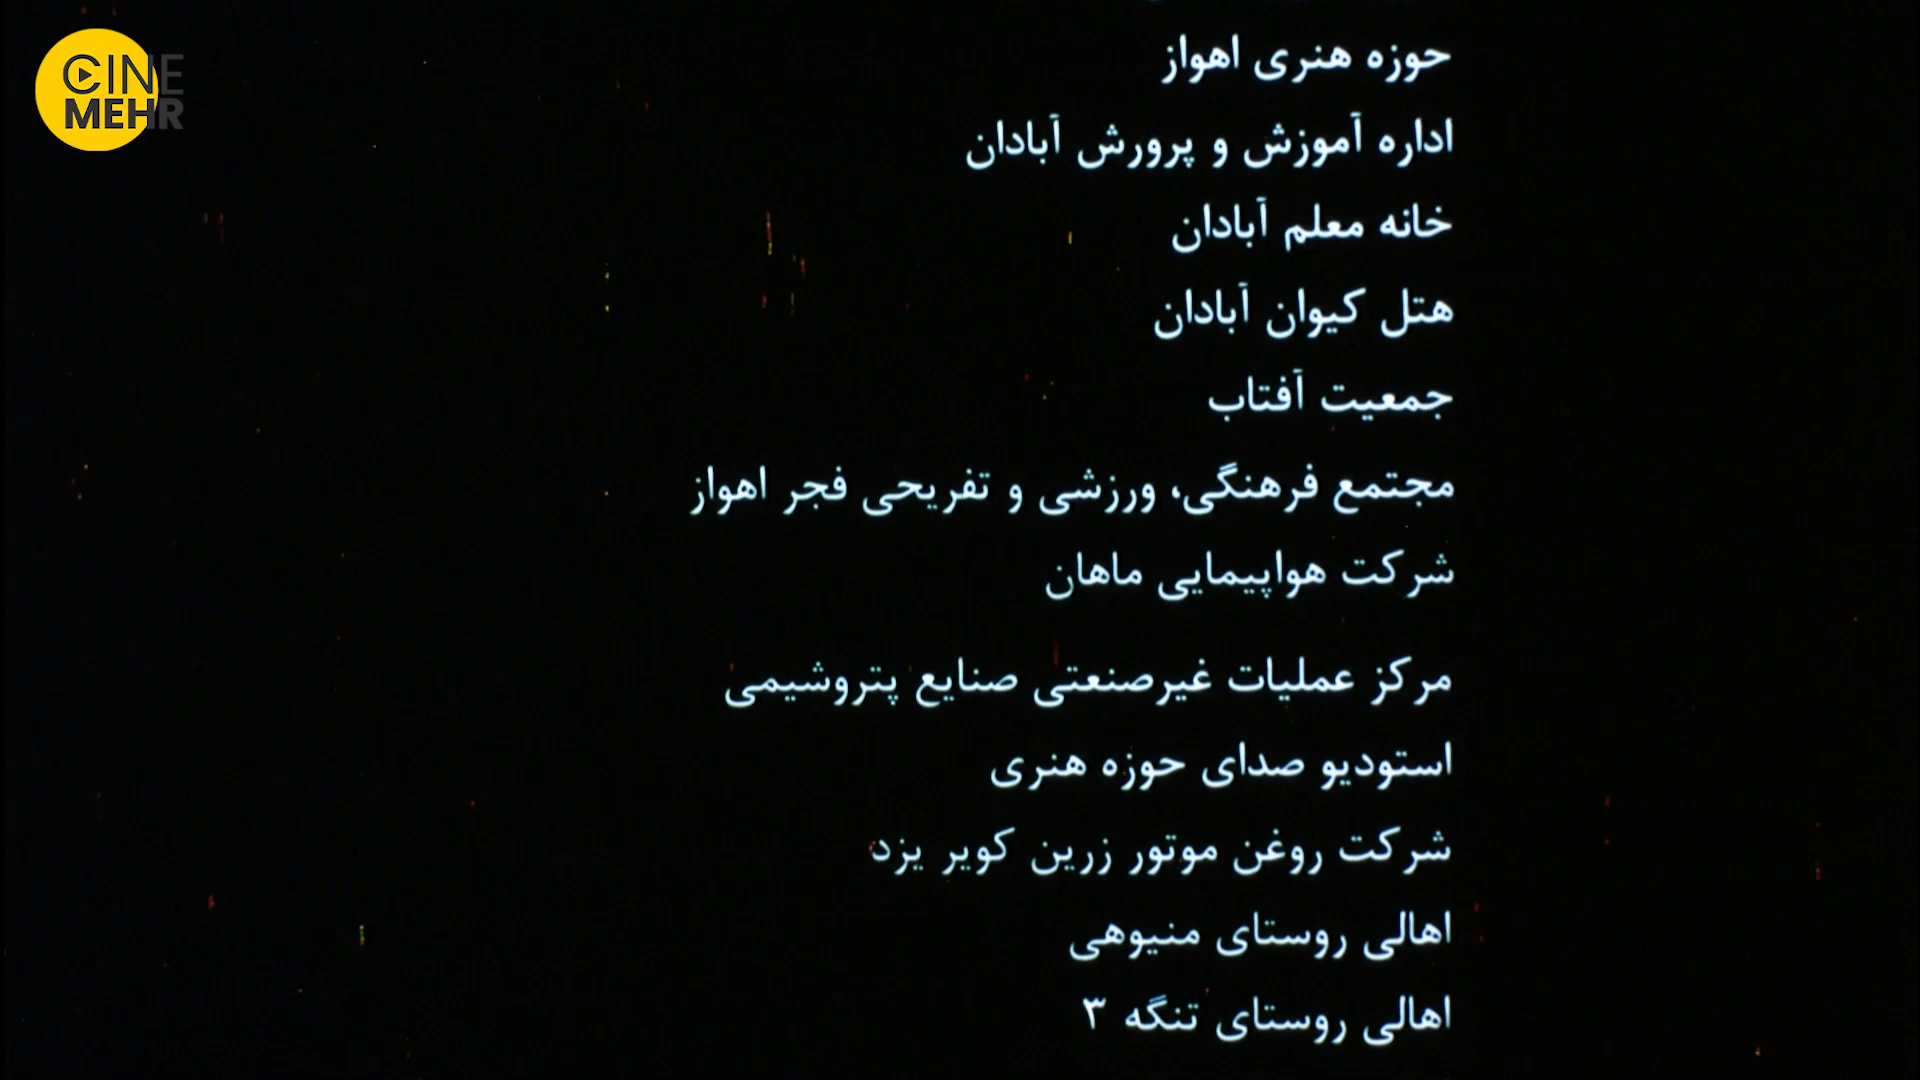 CINE
MEHR
حوزه هنری اهواز
اداره آموزش و پرورش آبادان
خانه معلم آبادان
هتل کیوان آبادان
جمعیت آفتاب
مجتمع فرهنگی، ورزشی و تفریحی فجر اهواز
شرکت هواپیمایی ماهان
مرکز عملیات غیرصنعتی صنایع پتروشیمی
استودیو صدای حوزه هنری
شرکت روغن موتور زرین کویر یزد
اهالی روستای منیوهی
اهالی روستای تنگه ۳